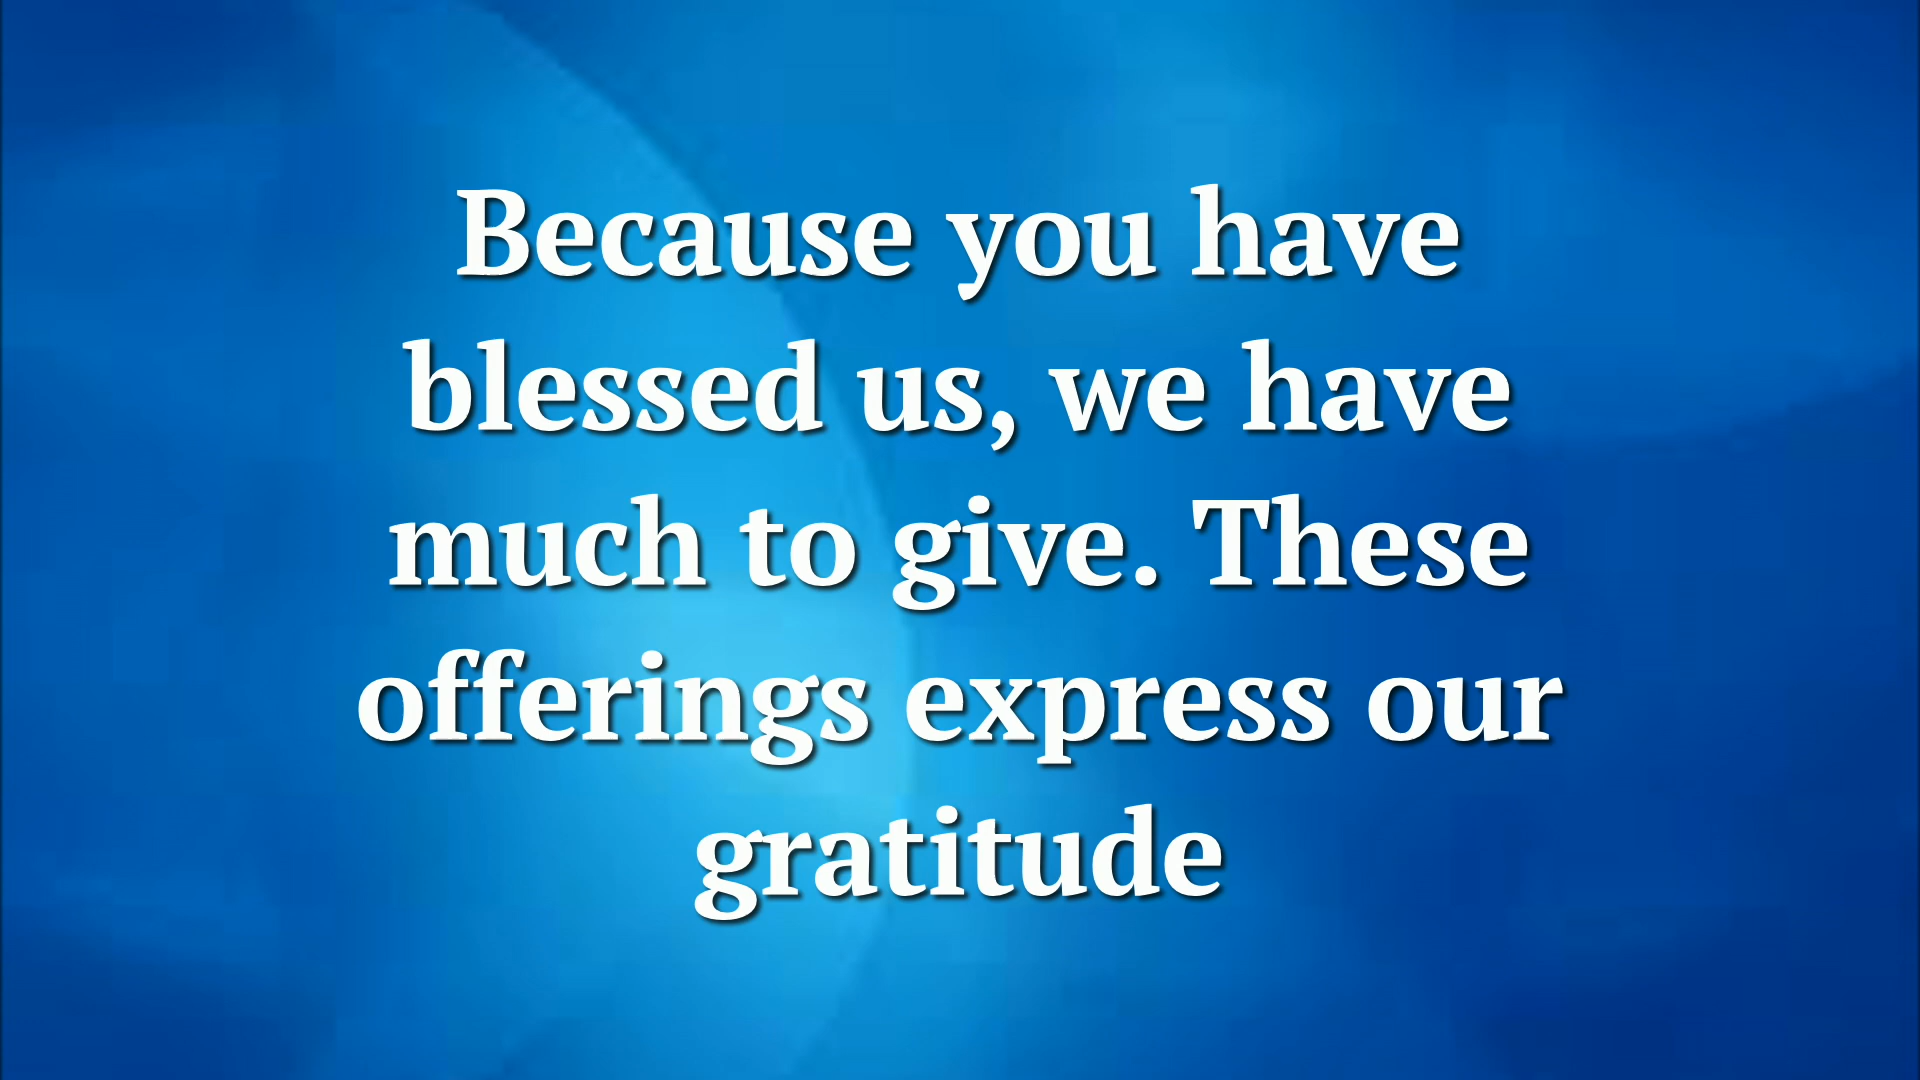 Because you have
blessed us, we have
much to give. These
offerings express our
gratitude